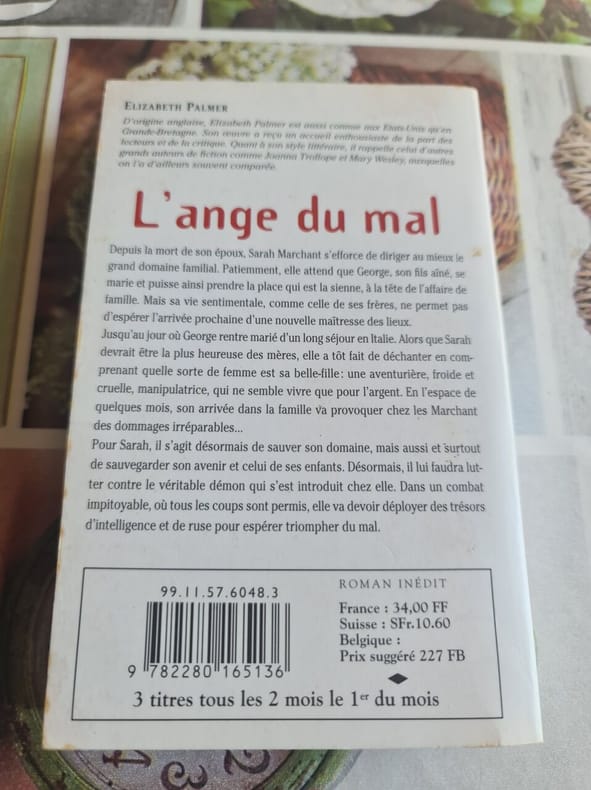 ELIZABETH PALMER
D'origine anglaise, Elizabeth Palmer est aussi connue aux Etats-Unis qu'en
Grande-Bretagne. Son œuvre a reçu un accueil enthousiaste de la part des
lecteurs et de la critique. Quant à son style littéraire, il rappelle celui d'autres
grands auteurs de fiction comme Joanna Trollope et Mary Wesley, auxquelles
on l'a d'ailleurs souvent comparée.
L'ange du mal
Depuis la mort de son époux, Sarah Marchant s'efforce de diriger au mieux le
grand domaine familial. Patiemment, elle attend que George, son fils aîné, se
marie et puisse ainsi prendre la place qui est la sienne, à la tête de l'affaire de
famille. Mais sa vie sentimentale, comme celle de ses frères, ne permet pas
d'espérer l'arrivée prochaine d'une nouvelle maîtresse des lieux.
Jusqu'au jour où George rentre marié d'un long séjour en Italie. Alors que Sarah
devrait être la plus heureuse des mères, elle a tôt fait de déchanter en com-
prenant quelle sorte de femme est sa belle-fille : une aventurière, froide et
cruelle, manipulatrice, qui ne semble vivre que pour l'argent. En l'espace de
quelques mois, son arrivée dans la famille va provoquer chez les Marchant
des dommages irréparables...
Pour Sarah, il s'agit désormais de sauver son domaine, mais aussi et surtout
de sauvegarder son avenir et celui de ses enfants. Désormais, il lui faudra lut-
ter contre le véritable démon qui s'est introduit chez elle. Dans un combat
impitoyable, où tous les coups sont permis, elle va devoir déployer des trésors
d'intelligence et de ruse pour espérer triompher du mal.
99.11.57.6048.3
9 782280 165136
ROMAN INÉDIT
France : 34,00 FF
Suisse : SFr.10.60
Belgique :
Prix suggéré 227 FB
3 titres tous les 2 mois le 1er du mois
4
3
2